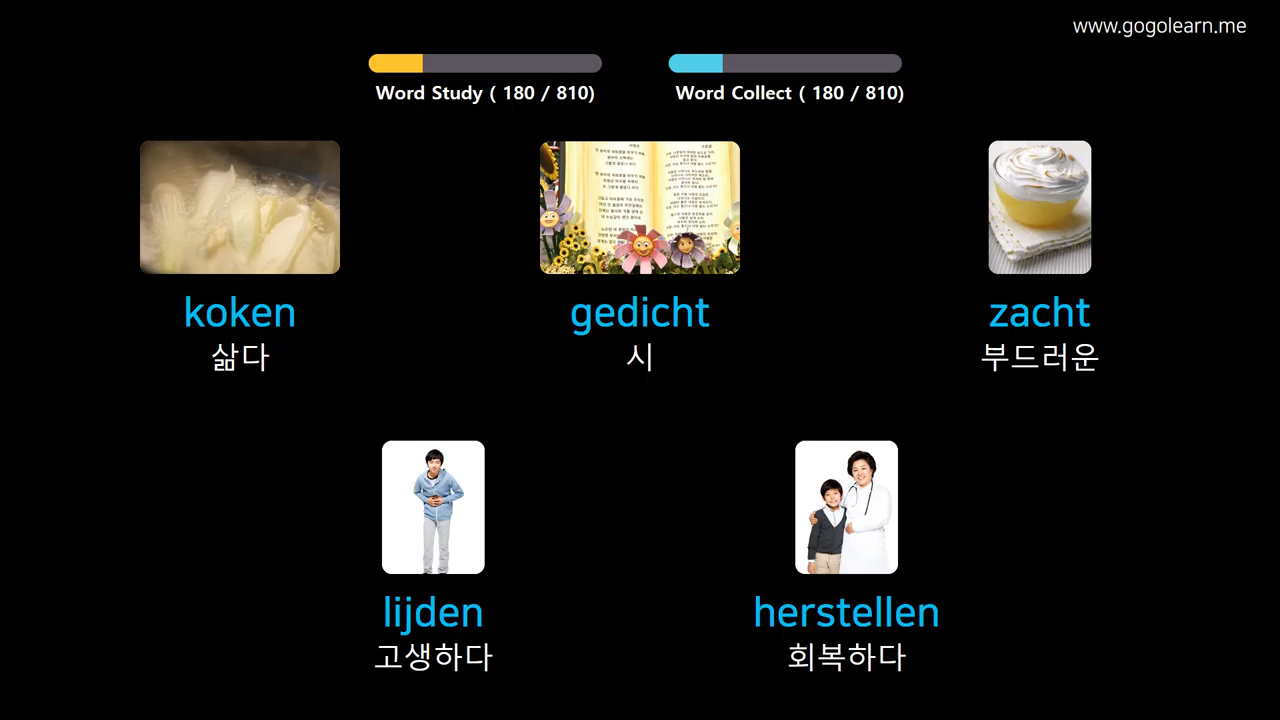 www.gogolearn.me
Word Study ( 180 / 810)
Word Collect ( 180 / 810)
koken
삶다
gedicht
시
zacht
부드러운
lijden
고생하다
herstellen
회복하다